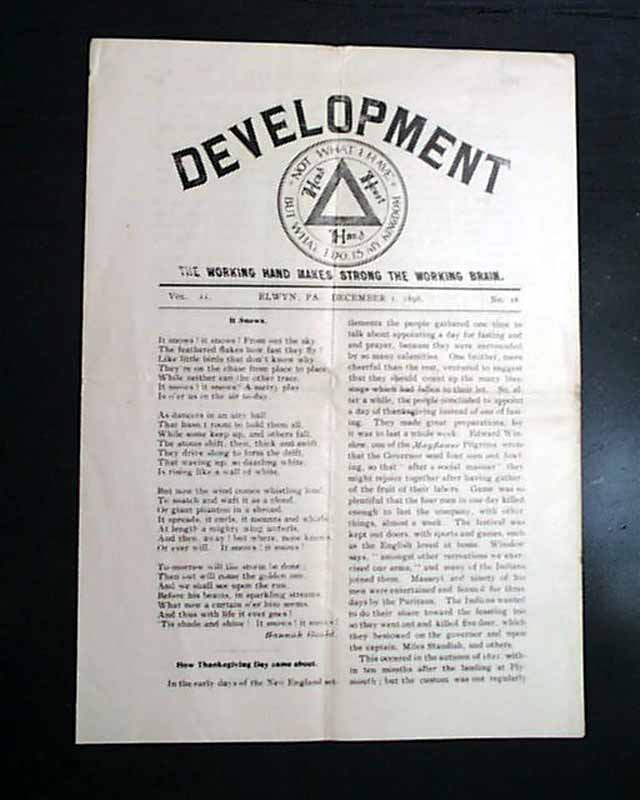 DEVELOPMENT
NOT WHAT I HAVE
BUT WHAT I DO, IS MY KINGDOM
Head Heart
Hand
THE WORKING HAND MAKES STRONG THE WORKING BRAIN.
VOL. 11. ELWYN, PA. DECEMBER 1, 1896. No. 18
It Snows.
It snows! it snows! From out the sky
The feathered flakes how fast they fly!
Like little birds that don't know why
They're on the chase from place to place
While neither can the other trace.
It snows! it snows! A merry play
Is o'er us in the air to-day.
As dancers in an airy hall
That hasn't room to hold them all,
While some keep up, and others fall,
The atoms shift, then, thick and swift
They drive along to form the drift,
That waving up, so dazzling white,
Is rising like a wall of white.
But now the wind comes whistling loud,
To snatch and waft it as a cloud,
Or giant phantom in a shroud.
It spreads, it curls, it mounts and whirls
At length a mighty wing unfurls,
And then, away! but where, none knows
Or ever will. It snows! it snows!
To-morrow will the storm be done;
Then out will come the golden sun.
And we shall see upon the run
Before his beams, in sparkling streams
What now a curtain o'er him seems.
And thus with life it ever goes!
'Tis shade and shine! It snows! it snows!
Hannah Gould.
How Thanksgiving Day came about.
In the early days of the New England set-
tlements the people gathered one time to
talk about appointing a day for fasting and
and prayer, because they were surrounded
by so many calamities. One brother, more
cheerful than the rest, ventured to suggest
that they should count up the many bles-
sings which had fallen to their lot. So, af-
ter a while, the people concluded to appoint
a day of thanksgiving instead of one of fast-
ing. They made great preparations, for
it was to last a whole week. Edward Win-
slow, one of the Mayflower Pilgrims wrote
that the Governor send four men out fowl-
ing, so that "after a social manner" they
might rejoice together after having gather-
of the fruit of their labors. Game was so
plentiful that the four men in one day killed
enough to last the company, with other
things, almost a week. The festival was
kept out doors, with sports and games, such
as the English loved at home. Winslow
says, "amongst other recreations we exer-
cised our arms," and many of the Indians
joined them. Massoyt and ninety of his
men were entertained and feasted for three
days by the Puritans. The Indians wanted
to do their share toward the feasting too
so they went out and killed five deer, which
they bestowed on the governor and upon
the captain, Miles Standish, and others.
This occured in the autumn of 1621, with-
in ten months after the landing at Ply-
mouth; but the custom was not regularly